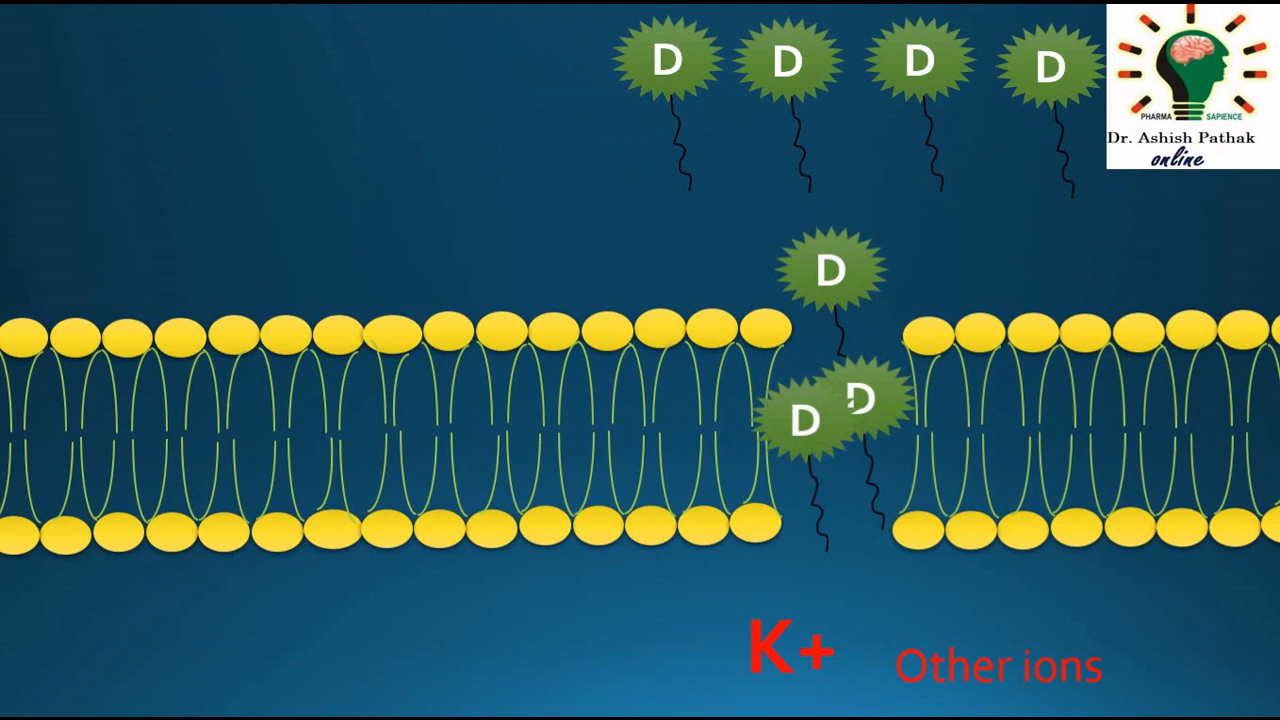 D D D D
PHARMA SAPIENCE
Dr. Ashish Pathak
online
D
D D
K+ Other ions